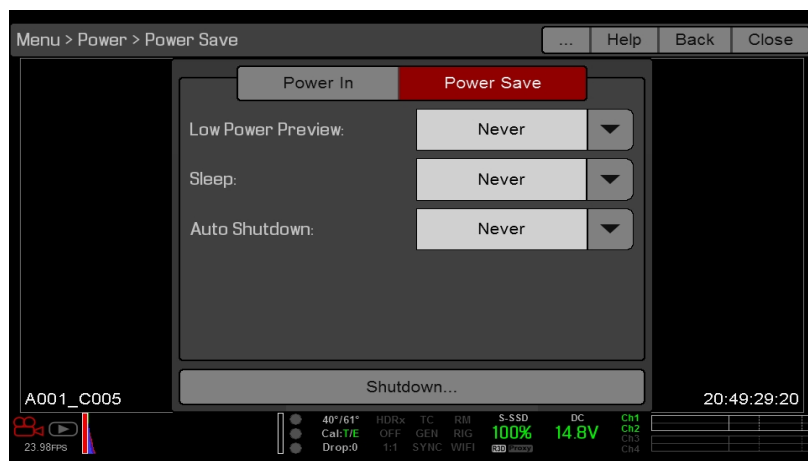 Menu > Power > Power Save ... Help Back Close
Power In Power Save
Low Power Preview: Never
Sleep: Never
Auto Shutdown: Never
Shutdown...
A001_C005 20:49:29:20
40°/61° HDRx TC RM S-SSD DC Ch1
Cal:T/E OFF GEN RIG 100% 14.8V Ch2
Ch3
23.98FPS Drop:0 1:1 SYNC WIFI R3D Proxy Ch4